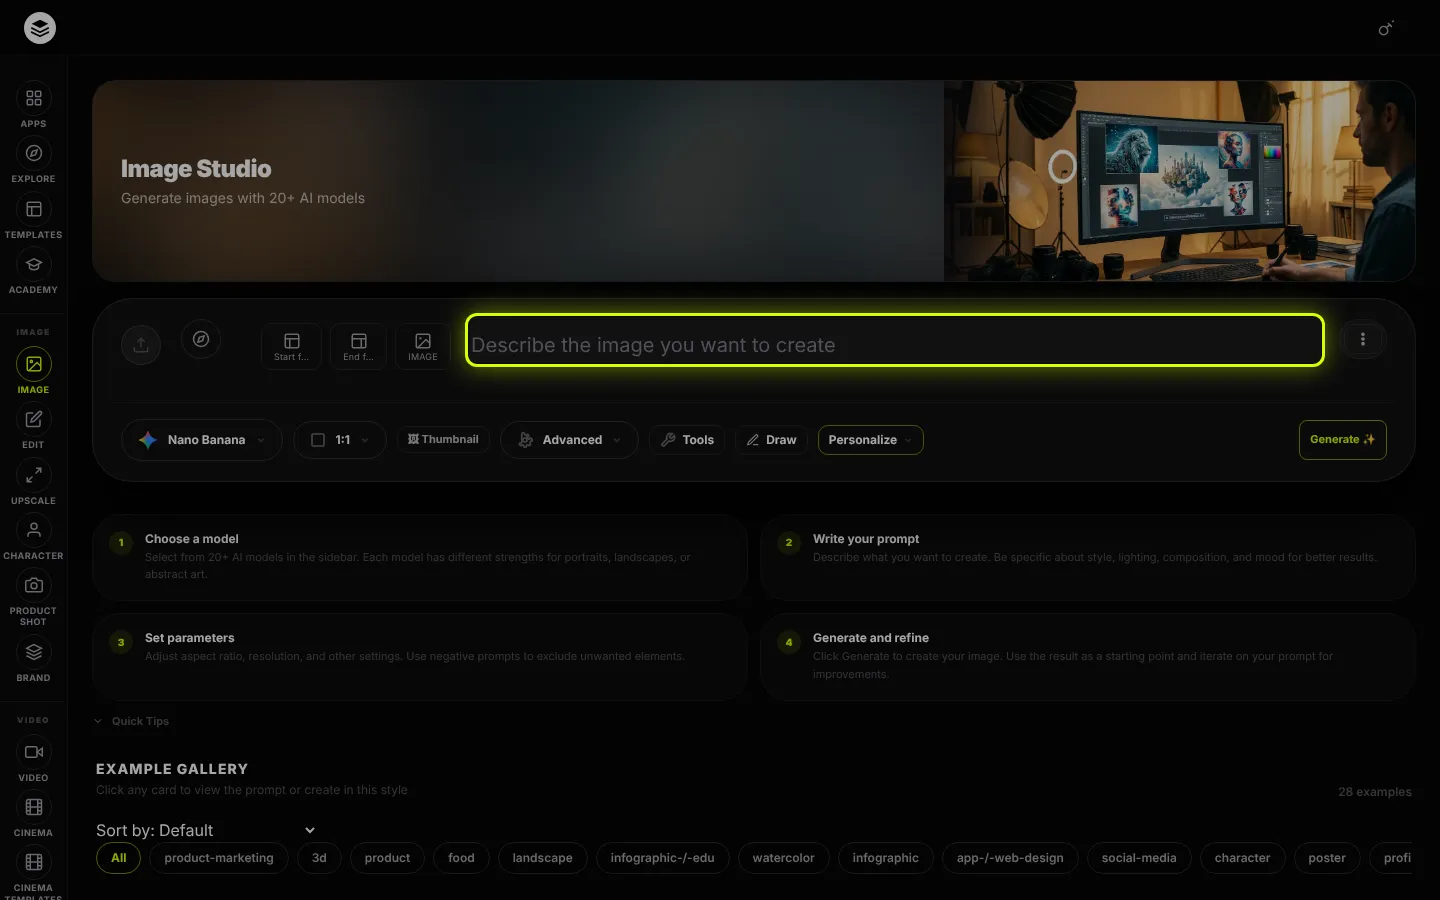 APPS
EXPLORE
TEMPLATES
ACADEMY
IMAGE
IMAGE
EDIT
UPSCALE
CHARACTER
PRODUCT
SHOT
BRAND
VIDEO
VIDEO
CINEMA
CINEMA
TEMPLATES
Image Studio
Generate images with 20+ AI models
Start f...
End f...
IMAGE
Describe the image you want to create
Nano Banana
1:1
Thumbnail
Advanced
Tools
Draw
Personalize
Generate ✨
1
Choose a model
Select from 20+ AI models in the sidebar. Each model has different strengths for portraits, landscapes, or
abstract art.
2
Write your prompt
Describe what you want to create. Be specific about style, lighting, composition, and mood for better results.
3
Set parameters
Adjust aspect ratio, resolution, and other settings. Use negative prompts to exclude unwanted elements.
4
Generate and refine
Click Generate to create your image. Use the result as a starting point and iterate on your prompt for
improvements.
Quick Tips
EXAMPLE GALLERY
Click any card to view the prompt or create in this style
28 examples
Sort by: Default
All
product-marketing
3d
product
food
landscape
infographic-/-edu
watercolor
infographic
app-/-web-design
social-media
character
poster
profi